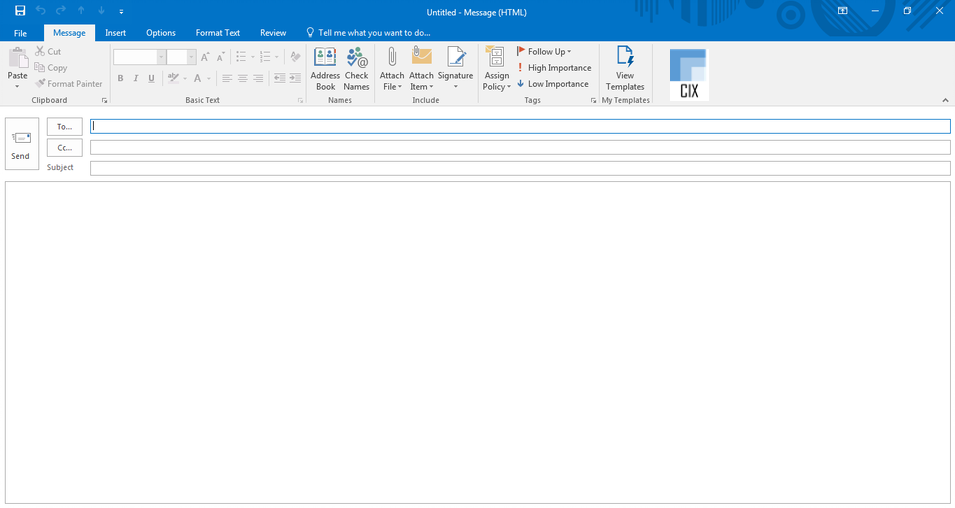 Untitled - Message (HTML)
File Message Insert Options Format Text Review Tell me what you want to do...
Paste
Cut
Copy
Format Painter
Clipboard
B I U
A
Basic Text
Address Book
Check Names
Names
Attach File
Attach Item
Signature
Include
Assign Policy
Follow Up
High Importance
Low Importance
Tags
View Templates
My Templates
CIX
Send
To...
Cc...
Subject